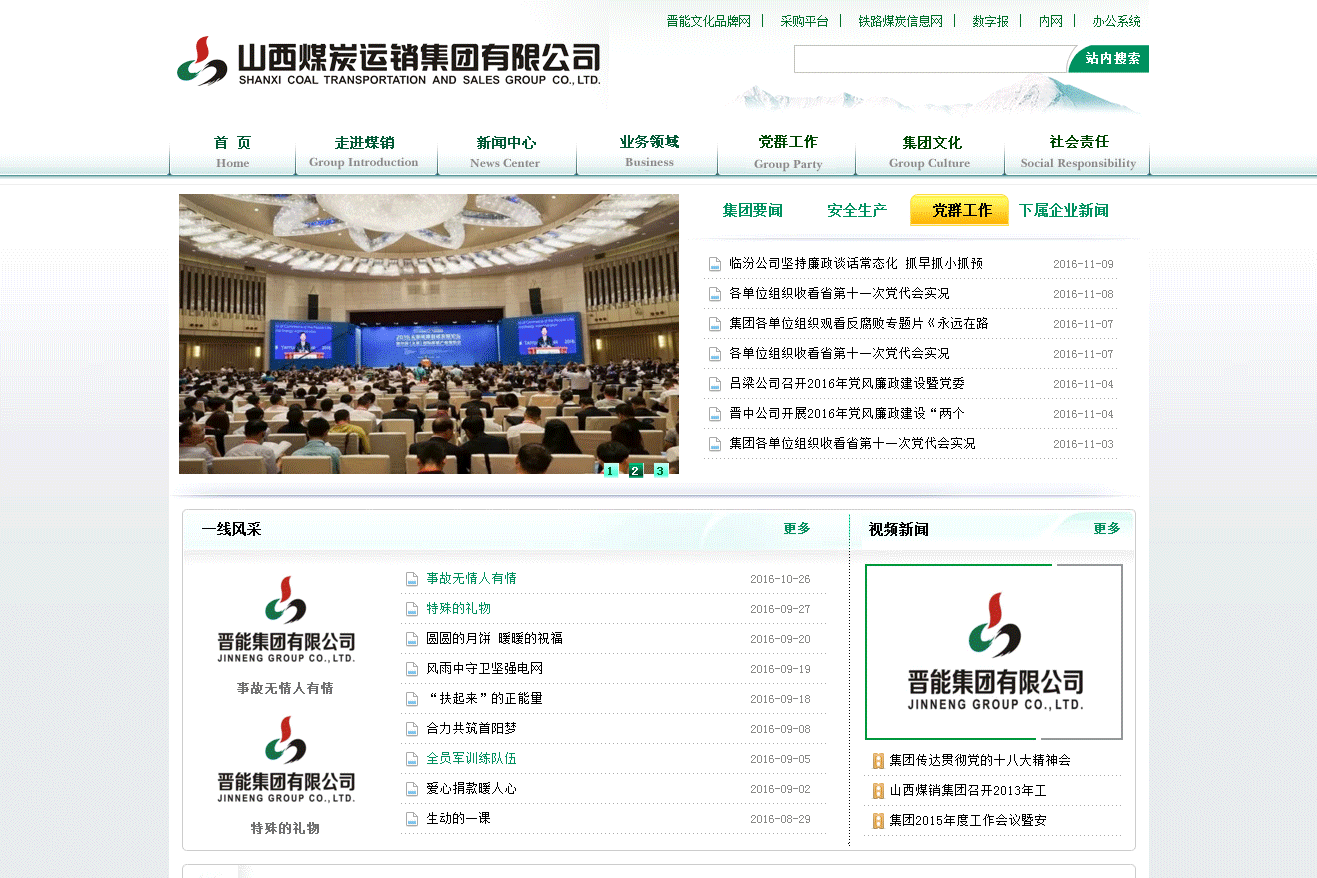 晋能文化品牌网 采购平台 铁路煤炭信息网 数字报 内网 办公系统
山西煤炭运销集团有限公司
SHANXI COAL TRANSPORTATION AND SALES GROUP CO.,LTD.
站内搜索
首 页 走进煤销 新闻中心 业务领域 党群工作 集团文化 社会责任
Home Group Introduction News Center Business Group Party Group Culture Social Responsibility
集团要闻 安全生产 党群工作 下属企业新闻
临汾公司坚持廉政谈话常态化 抓早抓小抓预 2016-11-09
各单位组织收看省第十一次党代会实况 2016-11-08
集团各单位组织观看反腐败专题片《永远在路 2016-11-07
各单位组织收看省第十一次党代会实况 2016-11-07
吕梁公司召开2016年党风廉政建设暨党委 2016-11-04
晋中公司开展2016年党风廉政建设“两个 2016-11-04
集团各单位组织收看省第十一次党代会实况 2016-11-03
1 2 3
一线风采 更多
晋能集团有限公司
JINNENG GROUP CO.,LTD.
事故无情人有情
晋能集团有限公司
JINNENG GROUP CO.,LTD.
特殊的礼物
事故无情人有情 2016-10-26
特殊的礼物 2016-09-27
圆圆的月饼 暖暖的祝福 2016-09-20
风雨中守卫坚强电网 2016-09-19
“扶起来”的正能量 2016-09-18
合力共筑首阳梦 2016-09-08
全员军训练队伍 2016-09-05
爱心捐款暖人心 2016-09-02
生动的一课 2016-08-29
视频新闻 更多
晋能集团有限公司
JINNENG GROUP CO.,LTD.
集团传达贯彻党的十八大精神会
山西煤销集团召开2013年工
集团2015年度工作会议暨安